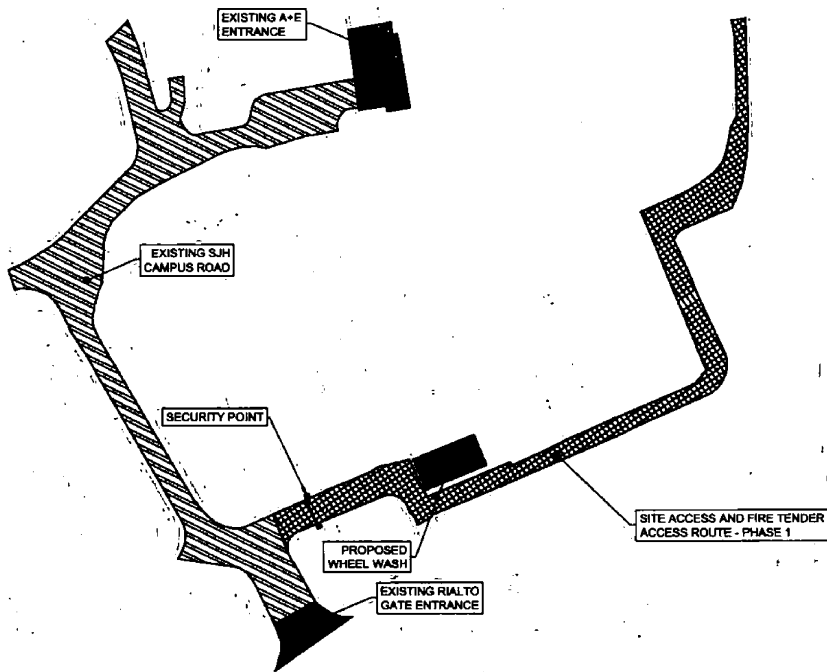 EXISTING A+E
ENTRANCE
EXISTING SJH
CAMPUS ROAD
SECURITY POINT
SITE ACCESS AND FIRE TENDER
ACCESS ROUTE - PHASE 1
PROPOSED
WHEEL WASH
EXISTING RIALTO
GATE ENTRANCE